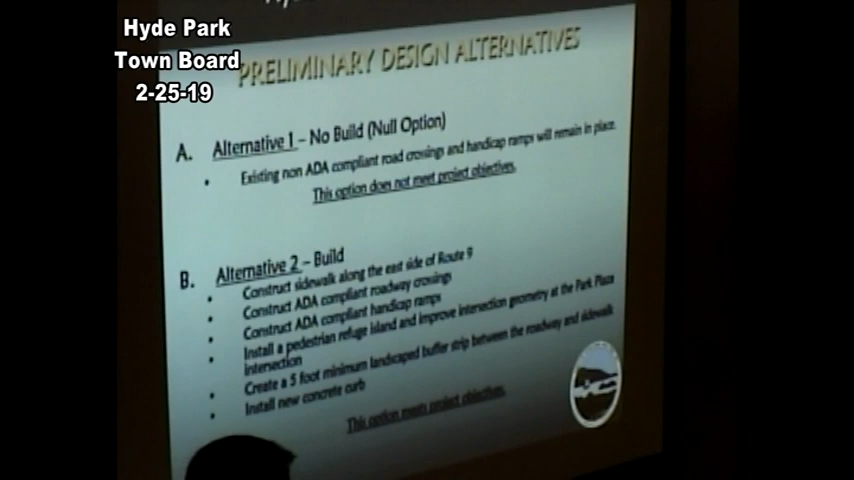 Hyde Park
Town Board
2-25-19
PRELIMINARY DESIGN ALTERNATIVES
A. Alternative 1 – No Build (Null Option)
• Existing non ADA compliant road crossings and handicap ramps will remain in place.
This option does not meet project objectives.
B. Alternative 2 – Build
• Construct sidewalk along the east side of Route 9
• Construct ADA compliant roadway crossings
• Construct ADA compliant handicap ramps
• Install a pedestrian refuge island and improve intersection geometry at the Park Place
intersection
• Create a 5 foot minimum landscaped buffer strip between the roadway and sidewalk
• Install new concrete curb
This option meets project objectives.